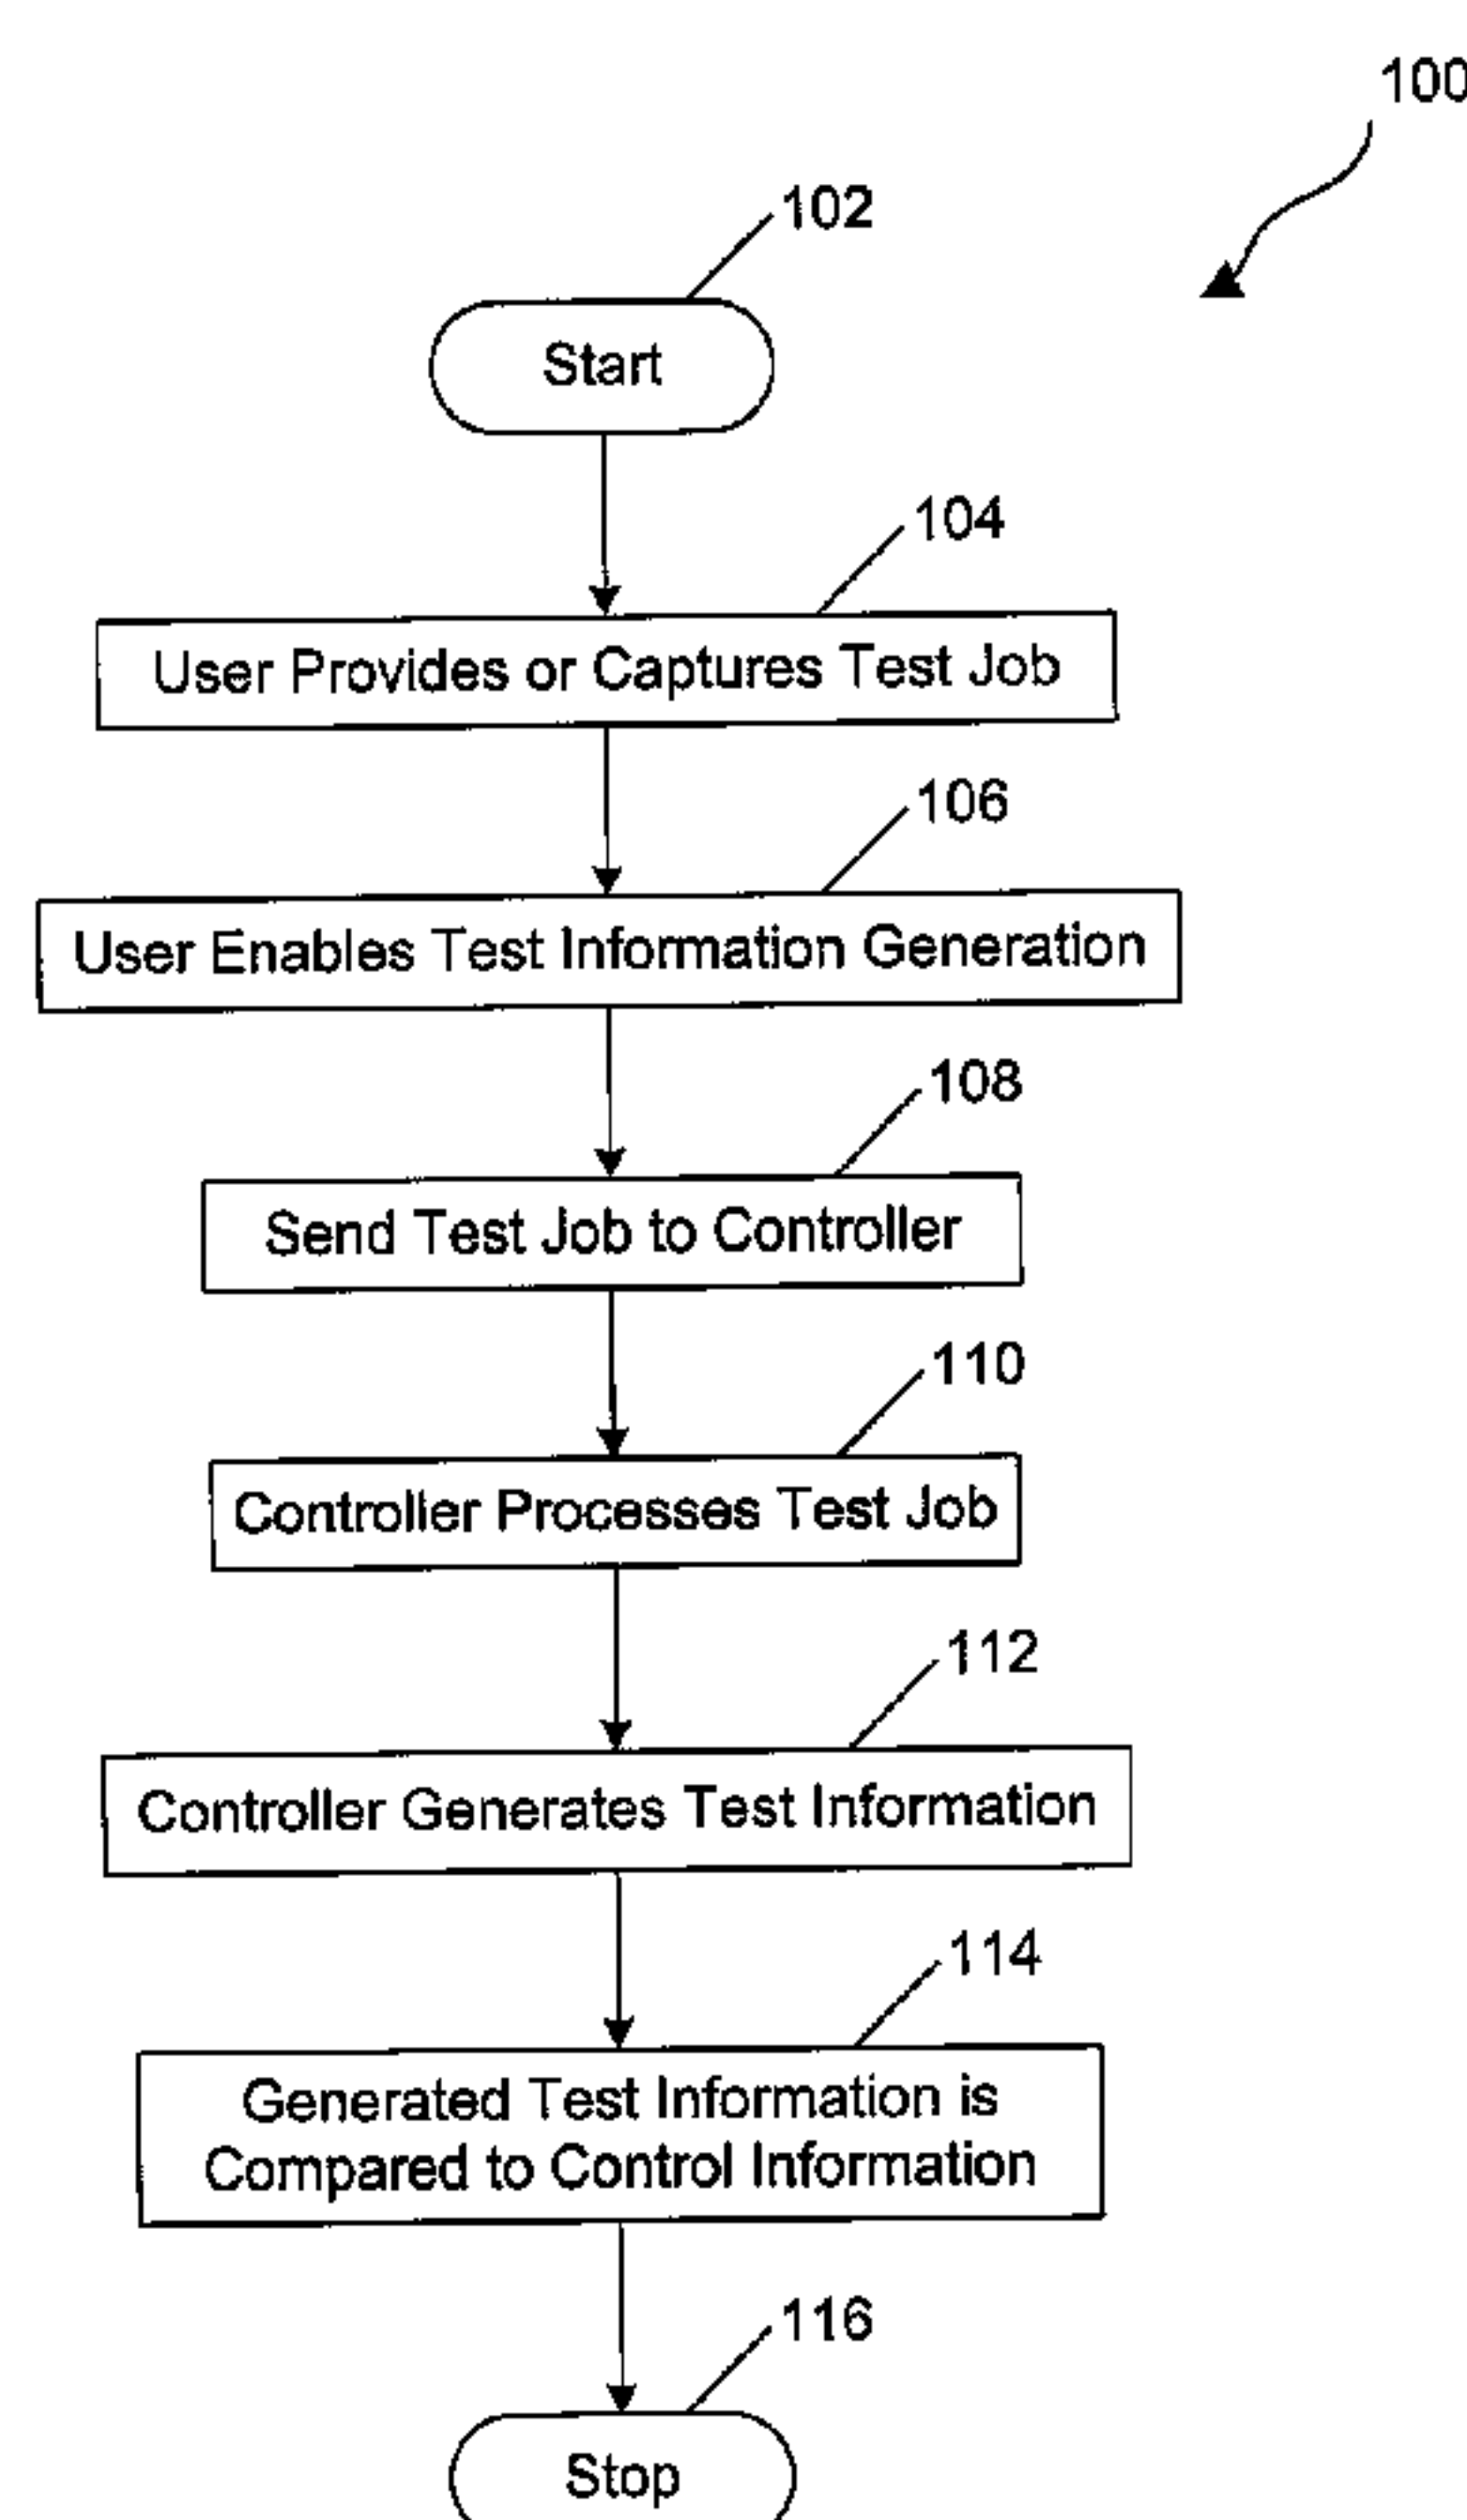 100
102
Start
104
User Provides or Captures Test Job
106
User Enables Test Information Generation
108
Send Test Job to Controller
110
Controller Processes Test Job
112
Controller Generates Test Information
114
Generated Test Information is
Compared to Control Information
116
Stop